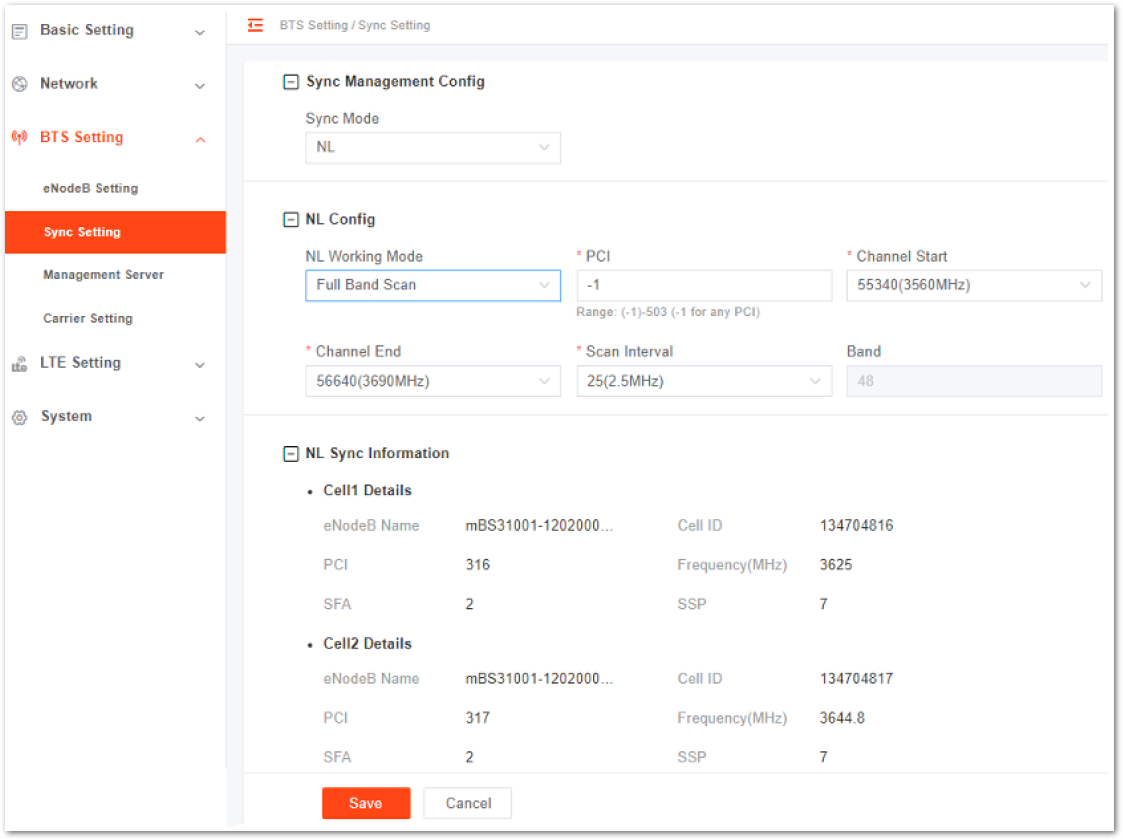 Basic Setting
Network
BTS Setting
eNodeB Setting
Sync Setting
Management Server
Carrier Setting
LTE Setting
System
BTS Setting / Sync Setting
Sync Management Config
Sync Mode
NL
NL Config
NL Working Mode * PCI * Channel Start
Full Band Scan -1 55340(3560MHz)
Range: (-1)-503 (-1 for any PCI)
* Channel End * Scan Interval Band
56640(3690MHz) 25(2.5MHz) 48
NL Sync Information
• Cell1 Details
eNodeB Name mBS31001-1202000... Cell ID 134704816
PCI 316 Frequency(MHz) 3625
SFA 2 SSP 7
• Cell2 Details
eNodeB Name mBS31001-1202000... Cell ID 134704817
PCI 317 Frequency(MHz) 3644.8
SFA 2 SSP 7
Save Cancel